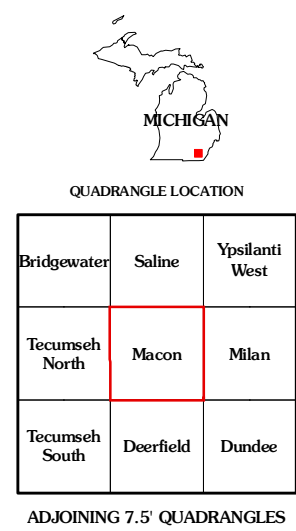 MICHIGAN
QUADRANGLE LOCATION
Bridgewater
Saline
Ypsilanti
West
Tecumseh
North
Macon
Milan
Tecumseh
South
Deerfield
Dundee
ADJOINING 7.5' QUADRANGLES